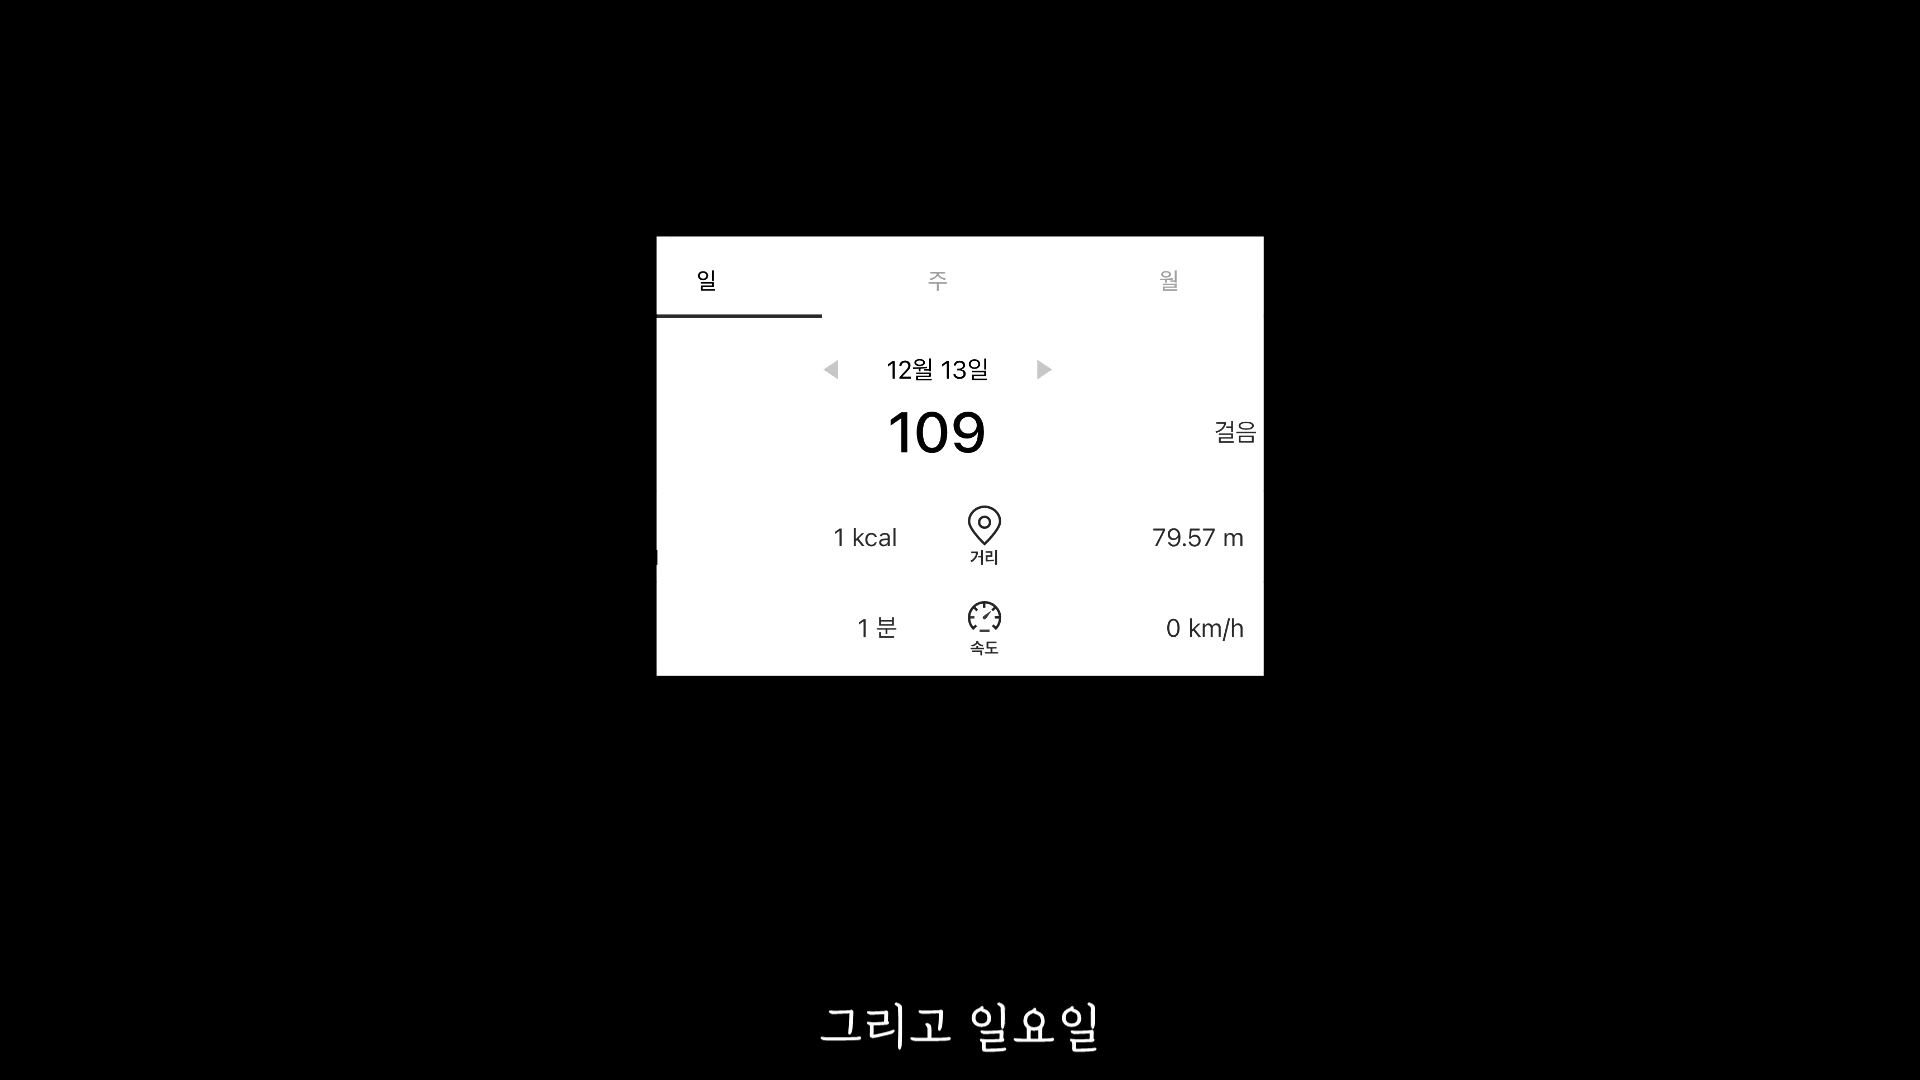 일 주 월
12월 13일
109 걸음
1 kcal 거리 79.57 m
1 분 속도 0 km/h
그리고 일요일